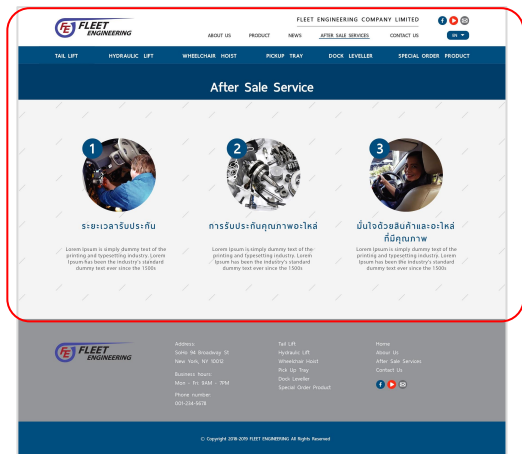 FLEET ENGINEERING COMPANY LIMITED
FE FLEET ENGINEERING
ABOUT US PRODUCT NEWS AFTER SALE SERVICES CONTACT US EN
TAIL LIFT HYDRAULIC LIFT WHEELCHAIR HOIST PICKUP TRAY DOCK LEVELLER SPECIAL ORDER PRODUCT
After Sale Service
1
ระยะเวลารับประกัน
Lorem Ipsum is simply dummy text of the
printing and typesetting industry. Lorem
Ipsum has been the industry's standard
dummy text ever since the 1500s
2
การรับประกันคุณภาพอะไหล่
Lorem Ipsum is simply dummy text of the
printing and typesetting industry. Lorem
Ipsum has been the industry's standard
dummy text ever since the 1500s
3
มั่นใจด้วยสินค้าและอะไหล่
ที่มีคุณภาพ
Lorem Ipsum is simply dummy text of the
printing and typesetting industry. Lorem
Ipsum has been the industry's standard
dummy text ever since the 1500s
FE FLEET ENGINEERING
Address
SoHo 94 Broadway St
New York, NY 10012
Business hours
Mon - Fri 9AM - 7PM
Phone number
001-234-5678
Tail Lift
Hydraulic Lift
Wheelchair Hoist
Pick Up Tray
Dock Leveller
Special Order Product
Home
About Us
After Sale Services
Contact Us
© Copyright 2018-2019 FLEET ENGINEERING All Rights Reserved